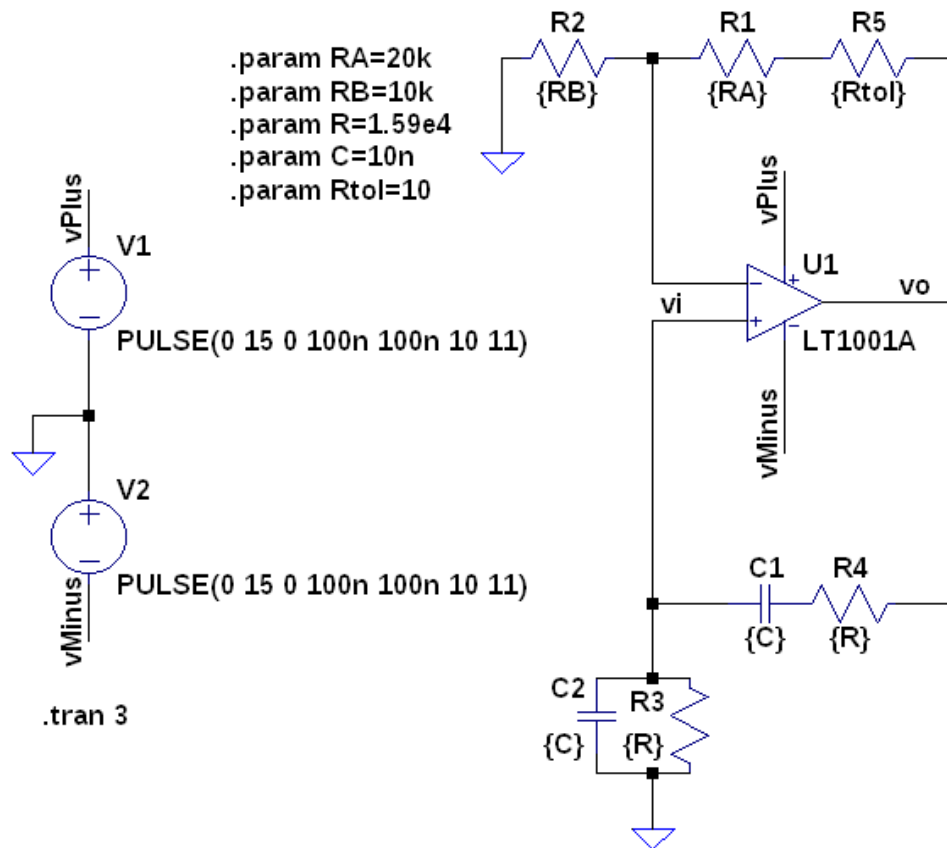 R2
R1
R5
{RB}
{RA}
{Rtol}
.param RA=20k
.param RB=10k
.param R=1.59e4
.param C=10n
.param Rtol=10
vPlus
V1
PULSE(0 15 0 100n 100n 10 11)
vPlus
U1
vi
vo
LT1001A
vMinus
V2
PULSE(0 15 0 100n 100n 10 11)
vMinus
.tran 3
C1
R4
{C}
{R}
C2
R3
{C}
{R}